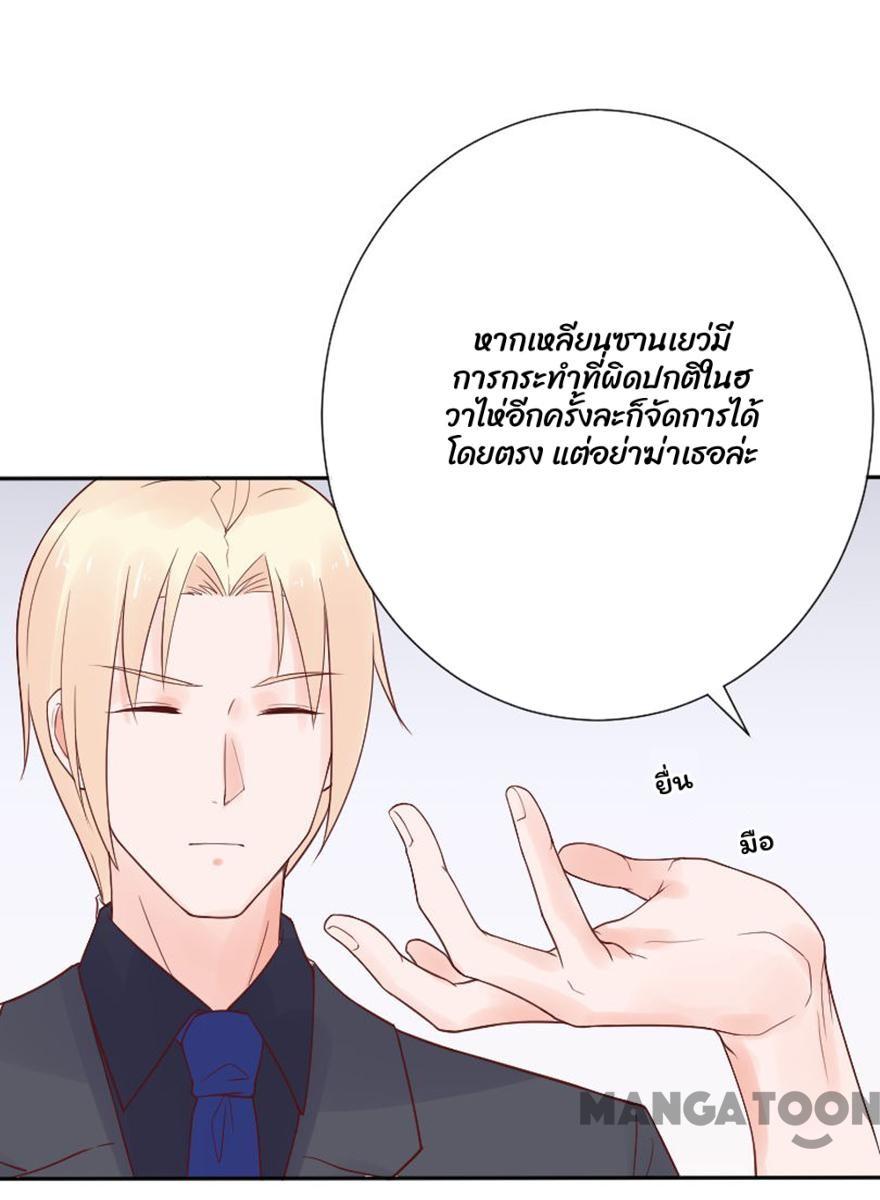 หากเหลียนซานเยว่มี
การกระทำที่ผิดปกติในฮ
วาไห่อีกครั้งละก็จัดการได้
โดยตรง แต่อย่าฆ่าเธอล่ะ
ยื่น
มือ
MANGATOON